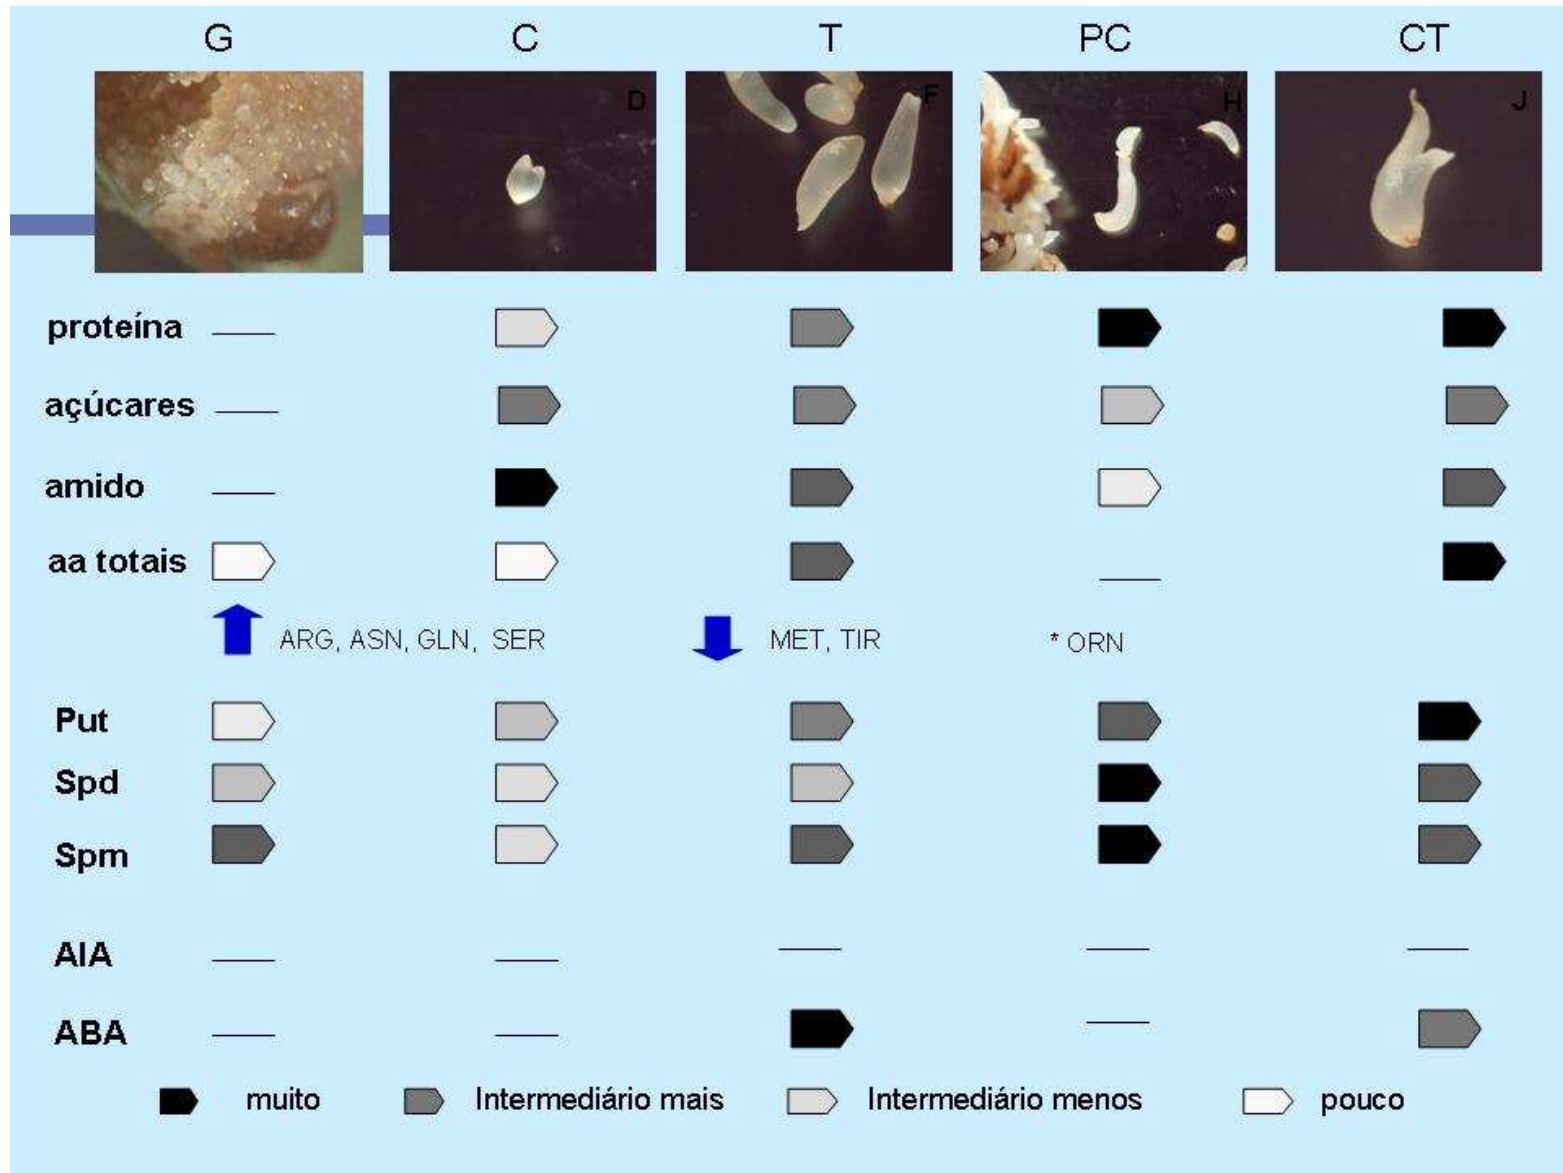 G C T PC CT
D F H J
proteína
açúcares
amido
aa totais
ARG, ASN, GLN, SER MET, TIR * ORN
Put
Spd
Spm
AIA
ABA
muito Intermediário mais Intermediário menos pouco